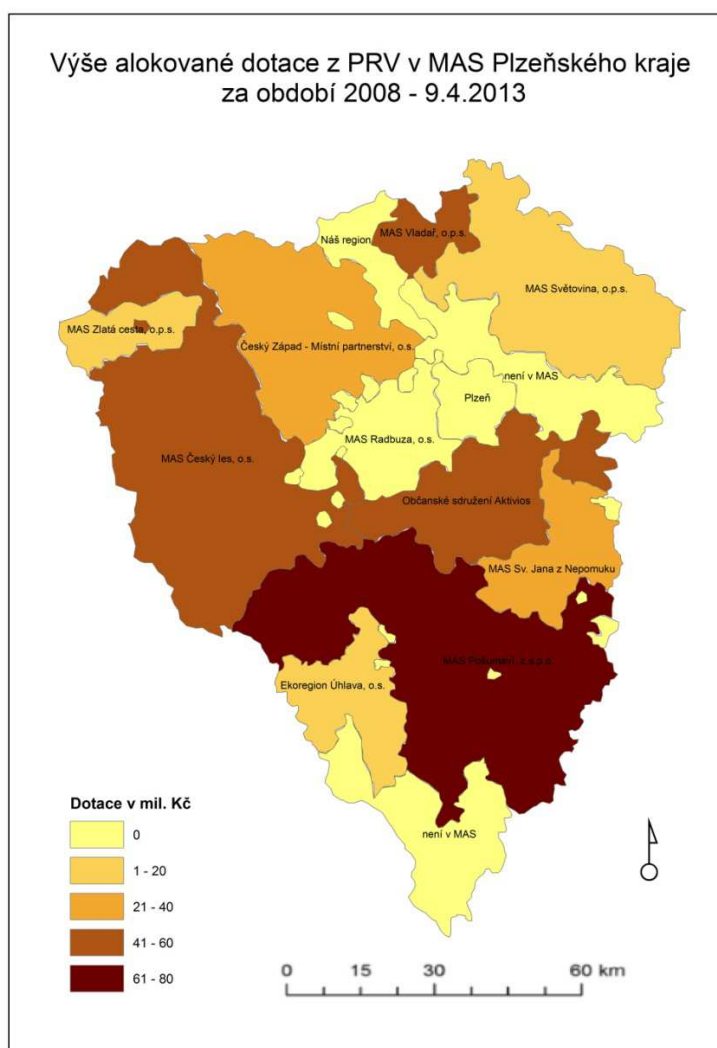 Výše alokované dotace z PRV v MAS Plzeňského kraje
za období 2008 - 9.4.2013
Náš region
MAS Vladař, o.p.s.
MAS Světovina, o.p.s.
MAS Zlatá cesta, o.p.s.
Český Západ - Místní partnerství, o.s.
není v MAS
Plzeň
MAS Radbuza, o.s.
MAS Český les, o.s.
Občanské sdružení Aktivios
MAS Sv. Jana z Nepomuku
MAS Pošumaví, z.s.p.o.
Ekoregion Úhlava, o.s.
není v MAS
Dotace v mil. Kč
0
1 - 20
21 - 40
41 - 60
61 - 80
0 30 60 km